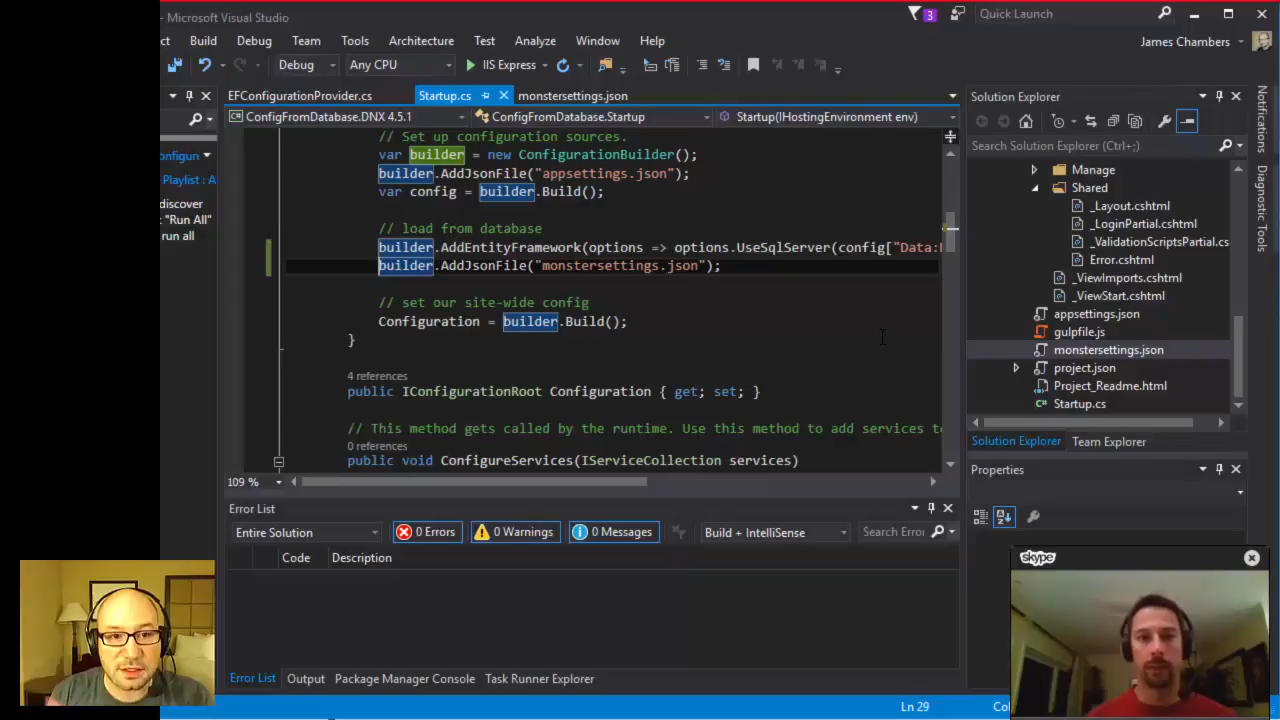 - Microsoft Visual Studio
3
Quick Launch
ct Build Debug Team Tools Architecture Test Analyze Window Help
James Chambers
Debug Any CPU IIS Express
EFConfigurationProvider.cs Startup.cs monstersettings.json
ConfigFromDatabase.DNX 4.5.1 ConfigFromDatabase.Startup Startup(IHostingEnvironment env)
configun
Playlist : A
discover
t "Run All"
run all
// Set up configuration sources.
var builder = new ConfigurationBuilder();
builder.AddJsonFile("appsettings.json");
var config = builder.Build();
// load from database
builder.AddEntityFramework(options => options.UseSqlServer(config["Data:
builder.AddJsonFile("monstersettings.json");
// set our site-wide config
Configuration = builder.Build();
}
4 references
public IConfigurationRoot Configuration { get; set; }
// This method gets called by the runtime. Use this method to add services to
0 references
public void ConfigureServices(IServiceCollection services)
109 %
Solution Explorer
Search Solution Explorer (Ctrl+;)
Manage
Shared
_Layout.cshtml
_LoginPartial.cshtml
_ValidationScriptsPartial.cs
Error.cshtml
_ViewImports.cshtml
_ViewStart.cshtml
appsettings.json
gulpfile.js
monstersettings.json
project.json
Project_Readme.html
Startup.cs
Solution Explorer Team Explorer
Properties
Notifications
Diagnostic Tools
Error List
Entire Solution 0 Errors 0 Warnings 0 Messages Build + IntelliSense Search Error
Code Description
Error List Output Package Manager Console Task Runner Explorer
Ln 29
skype